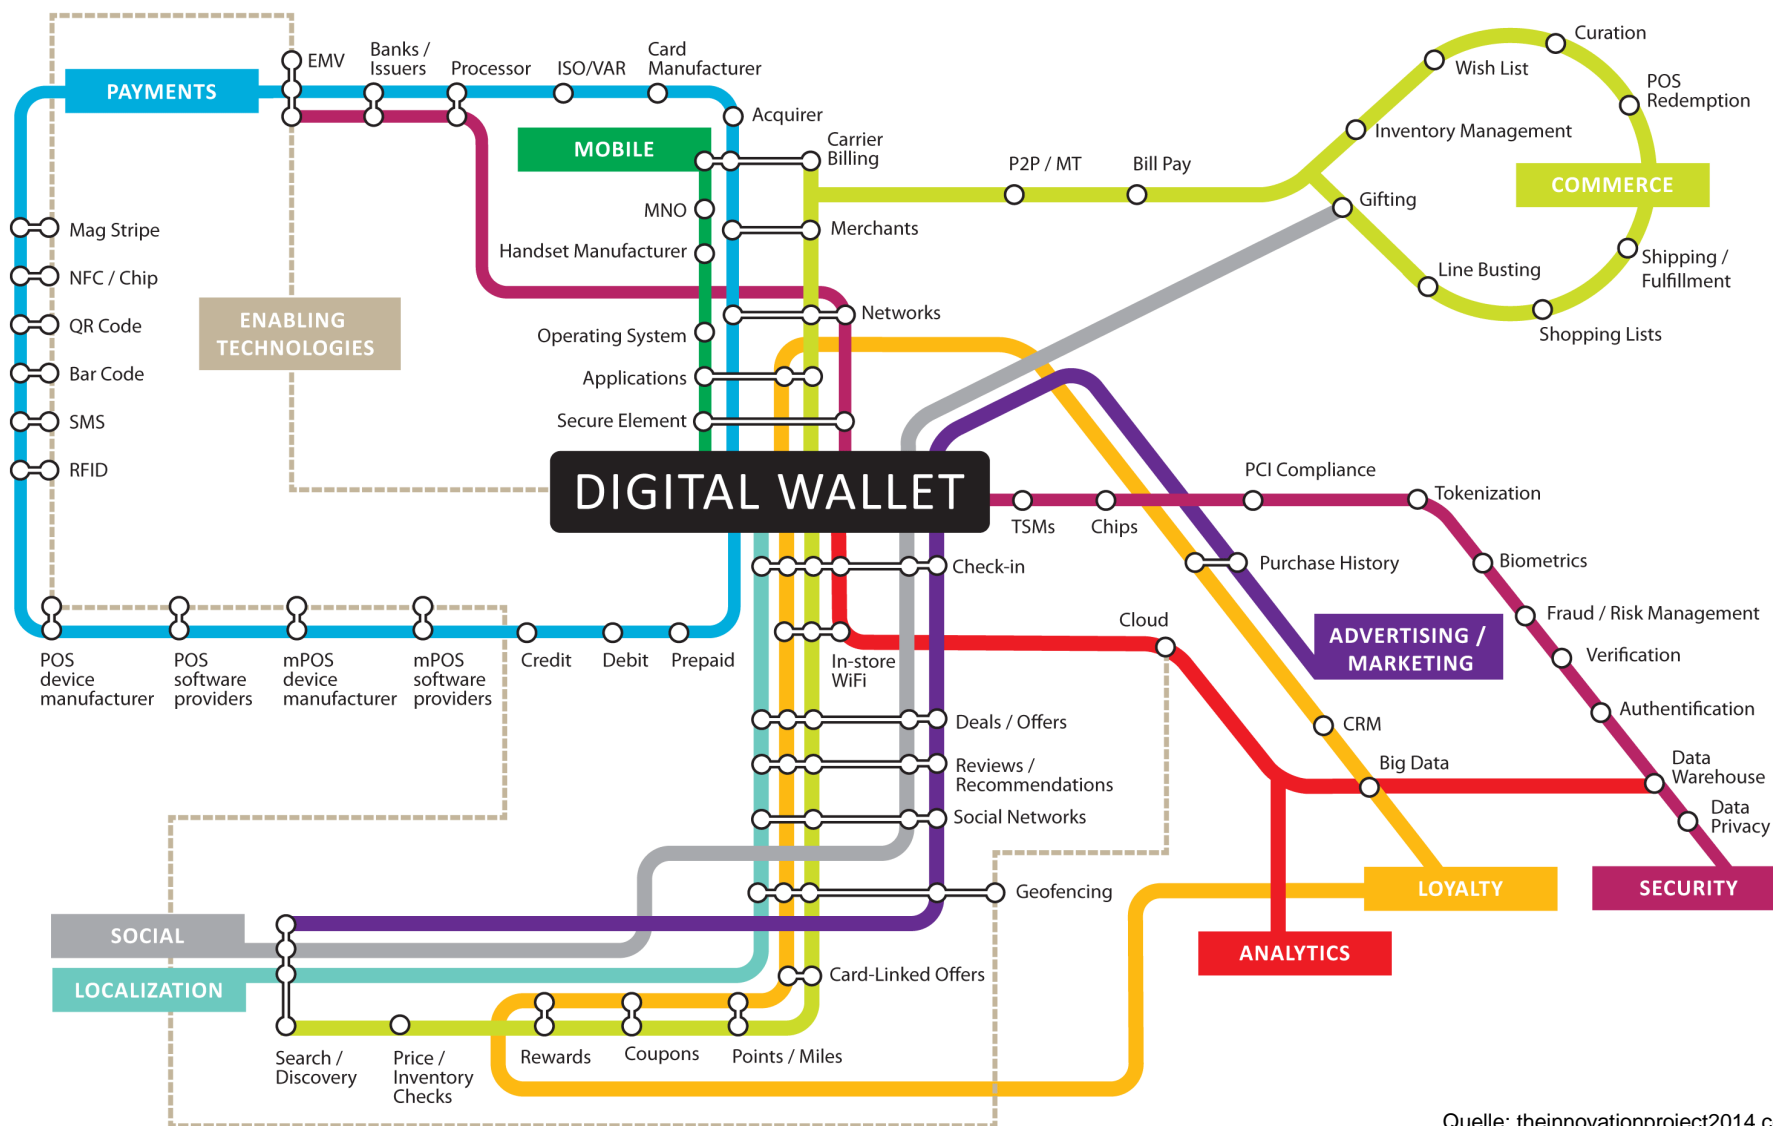 PAYMENTS
EMV
Banks /
Issuers
Processor
ISO/VAR
Card
Manufacturer
Acquirer
MOBILE
Carrier
Billing
MNO
Merchants
Handset Manufacturer
Networks
Operating System
Applications
Secure Element
P2P / MT
Bill Pay
Wish List
Curation
POS
Redemption
Inventory Management
COMMERCE
Gifting
Line Busting
Shipping /
Fulfillment
Shopping Lists
Mag Stripe
NFC / Chip
QR Code
Bar Code
SMS
RFID
ENABLING
TECHNOLOGIES
DIGITAL WALLET
TSMs
Chips
PCI Compliance
Tokenization
Biometrics
Purchase History
Fraud / Risk Management
ADVERTISING /
MARKETING
Verification
Authentification
Check-in
Cloud
In-store
WiFi
POS
device
manufacturer
POS
software
providers
mPOS
device
manufacturer
mPOS
software
providers
Credit
Debit
Prepaid
Deals / Offers
CRM
Reviews /
Recommendations
Big Data
Data
Warehouse
Social Networks
Data
Privacy
Geofencing
LOYALTY
SECURITY
SOCIAL
LOCALIZATION
ANALYTICS
Card-Linked Offers
Search /
Discovery
Price /
Inventory
Checks
Rewards
Coupons
Points / Miles
Quelle: theinnovationproject2014.c